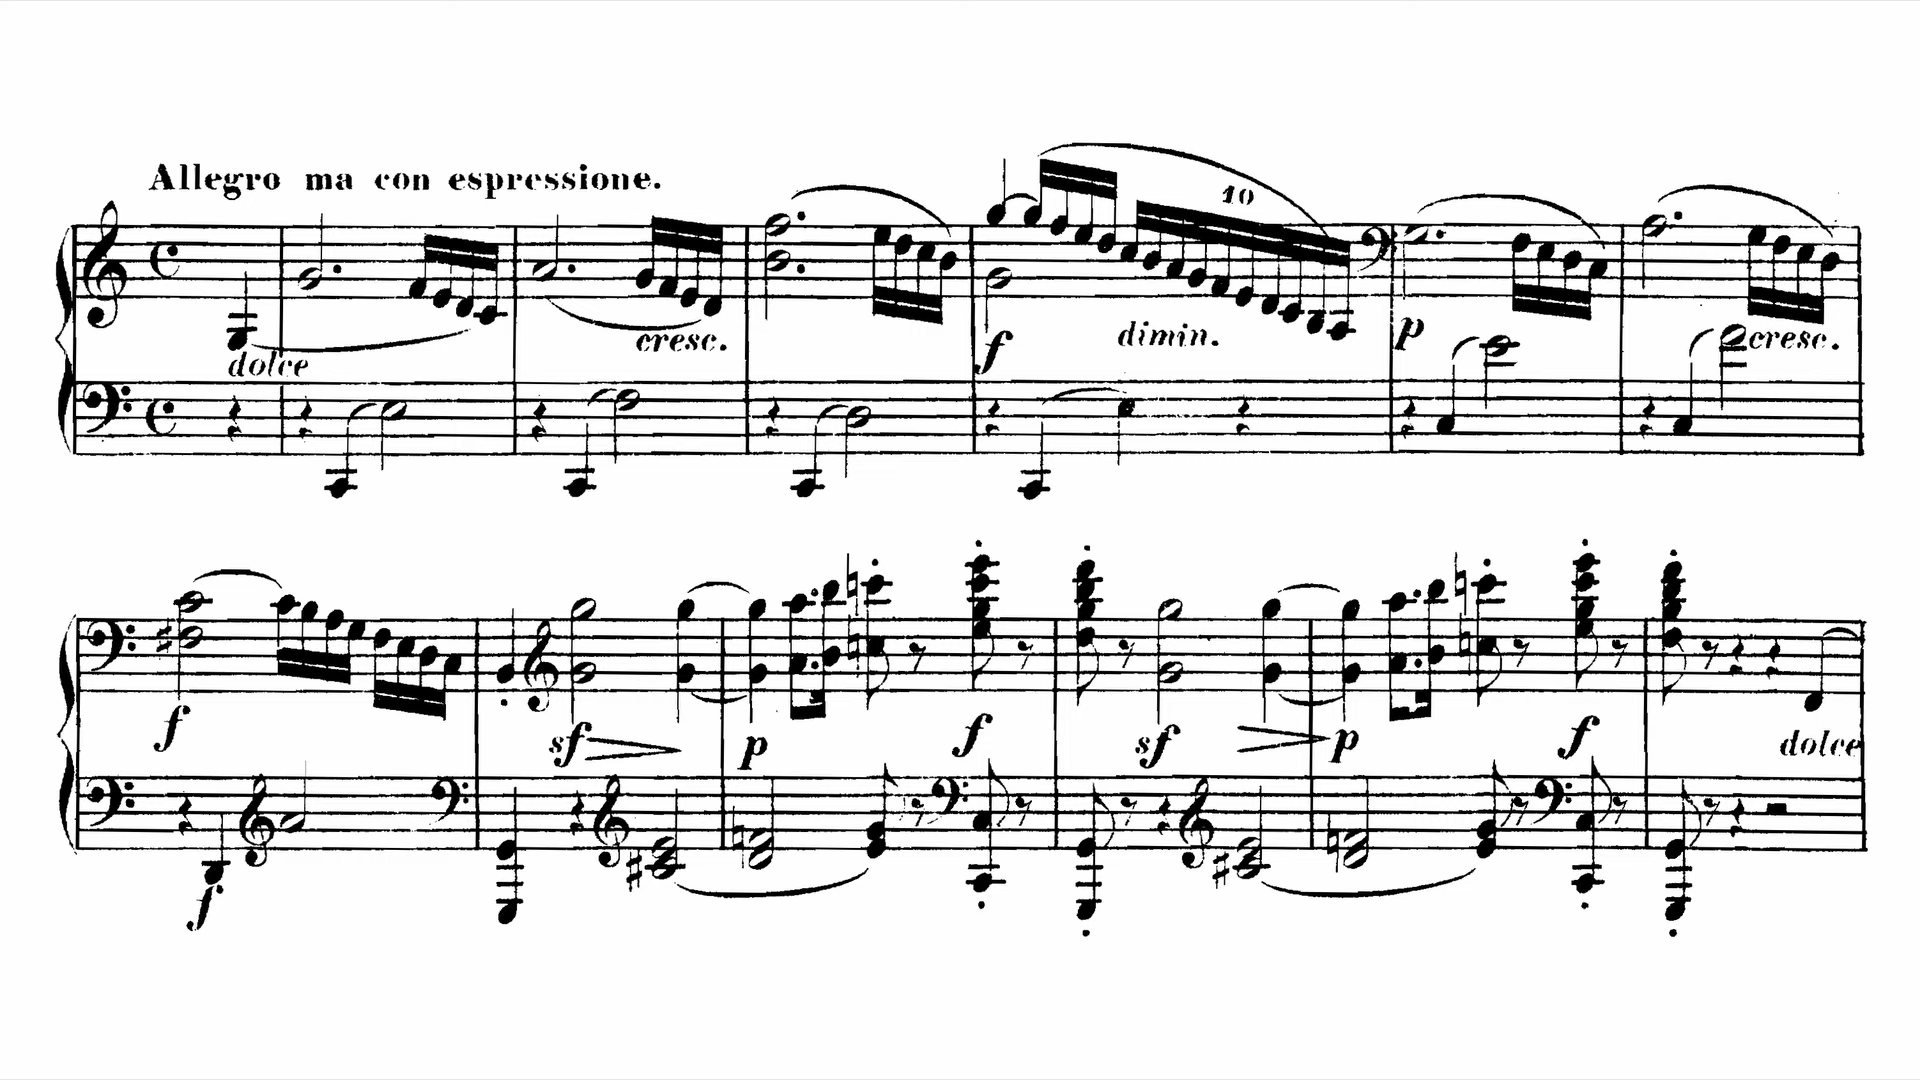 Allegro ma con espressione.
10
dolce cresc. f dimin. p cresc.
f sf p f sf p f dolce
f